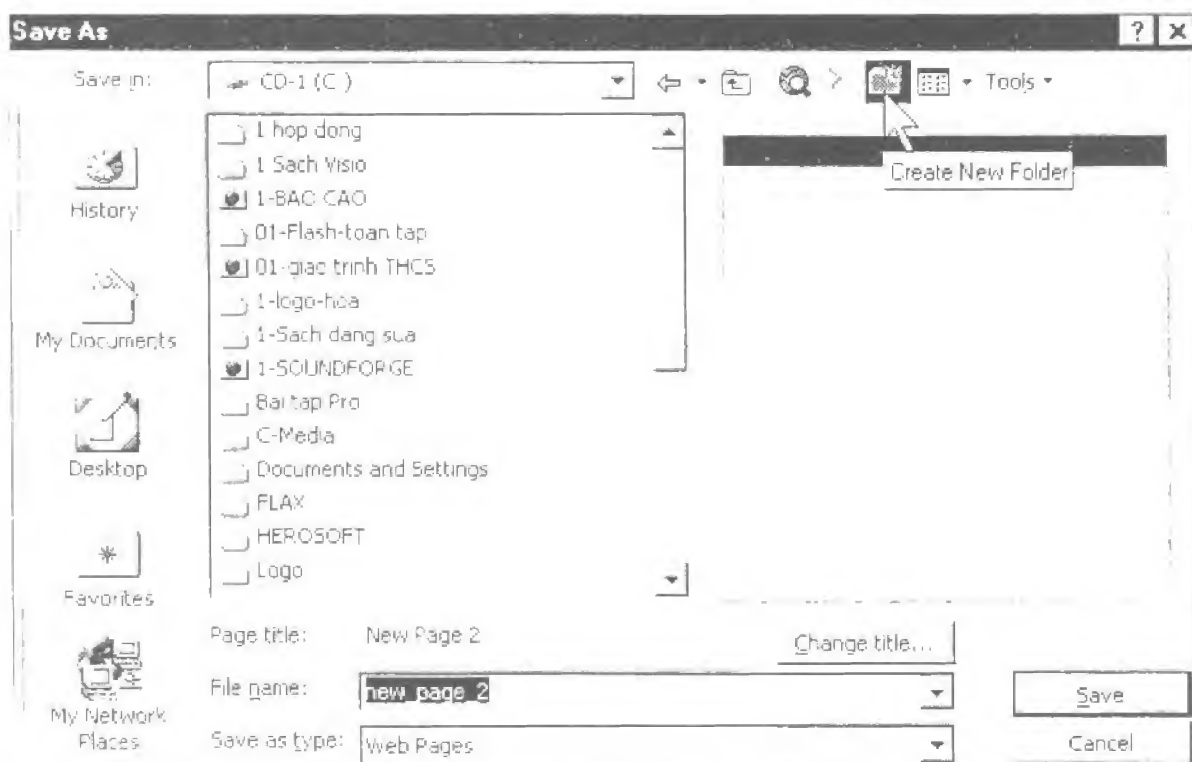 Save As
Save in:
CD-1 (C )
Tools
Create New Folder
History
My Documents
Desktop
Favorites
My Network
Places
1 hop dong
1 Sach Visio
1-BAO CAO
01-Flash-toan tap
01-giao trinh THCS
1-logo-hoa
1-Sach dang sua
1-SOUNDFORGE
Bai tap Pro
C-Media
Documents and Settings
FLAX
HEROSOFT
Logo
Page title: New Page 2
Change title...
File name: new_page_2
Save
Save as type: Web Pages
Cancel